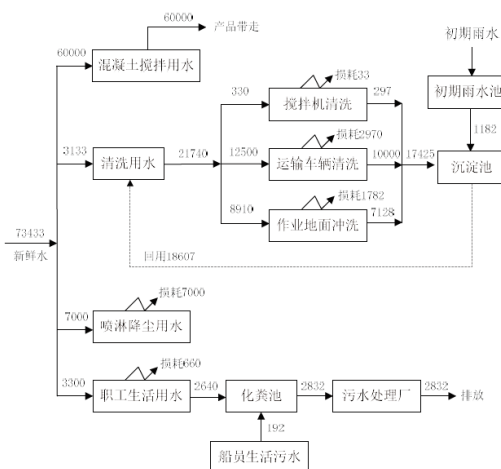 60000
产品带走
初期雨水
60000
混凝土搅拌用水
损耗33
330
搅拌机清洗
297
初期雨水池
1182
3133
清洗用水
21740
损耗2970
12500
运输车辆清洗
10000
17425
沉淀池
损耗1782
8910
作业地面冲洗
7128
73433
新鲜水
回用18607
损耗7000
7000
喷淋降尘用水
损耗660
3300
职工生活用水
2640
化粪池
2832
污水处理厂
2832
排放
192
船员生活污水